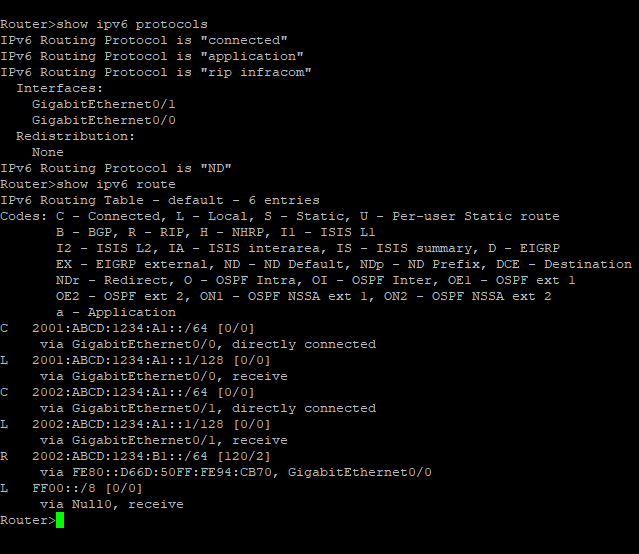 Router>show ipv6 protocols
IPv6 Routing Protocol is "connected"
IPv6 Routing Protocol is "application"
IPv6 Routing Protocol is "rip infracom"
  Interfaces:
    GigabitEthernet0/1
    GigabitEthernet0/0
  Redistribution:
    None
IPv6 Routing Protocol is "ND"
Router>show ipv6 route
IPv6 Routing Table - default - 6 entries
Codes: C - Connected, L - Local, S - Static, U - Per-user Static route
       B - BGP, R - RIP, H - NHRP, I1 - ISIS L1
       I2 - ISIS L2, IA - ISIS interarea, IS - ISIS summary, D - EIGRP
       EX - EIGRP external, ND - ND Default, NDp - ND Prefix, DCE - Destination
       NDr - Redirect, O - OSPF Intra, OI - OSPF Inter, OE1 - OSPF ext 1
       OE2 - OSPF ext 2, ON1 - OSPF NSSA ext 1, ON2 - OSPF NSSA ext 2
       a - Application
C   2001:ABCD:1234:A1::/64 [0/0]
     via GigabitEthernet0/0, directly connected
L   2001:ABCD:1234:A1::1/128 [0/0]
     via GigabitEthernet0/0, receive
C   2002:ABCD:1234:A1::/64 [0/0]
     via GigabitEthernet0/1, directly connected
L   2002:ABCD:1234:A1::1/128 [0/0]
     via GigabitEthernet0/1, receive
R   2002:ABCD:1234:B1::/64 [120/2]
     via FE80::D66D:50FF:FE94:CB70, GigabitEthernet0/0
L   FF00::/8 [0/0]
     via Null0, receive
Router>